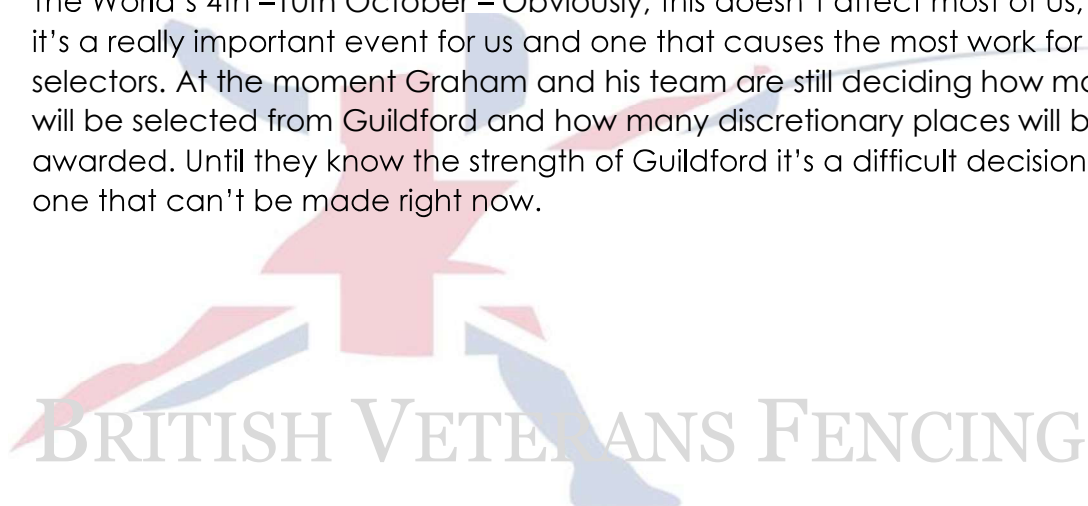 The World's 4th –10th October – Obviously, this doesn't affect most of us,
it's a really important event for us and one that causes the most work for
selectors. At the moment Graham and his team are still deciding how
will be selected from Guildford and how many discretionary places will
awarded. Until they know the strength of Guildford it's a difficult decision
one that can't be made right now.
BRITISH VETERANS FENCING